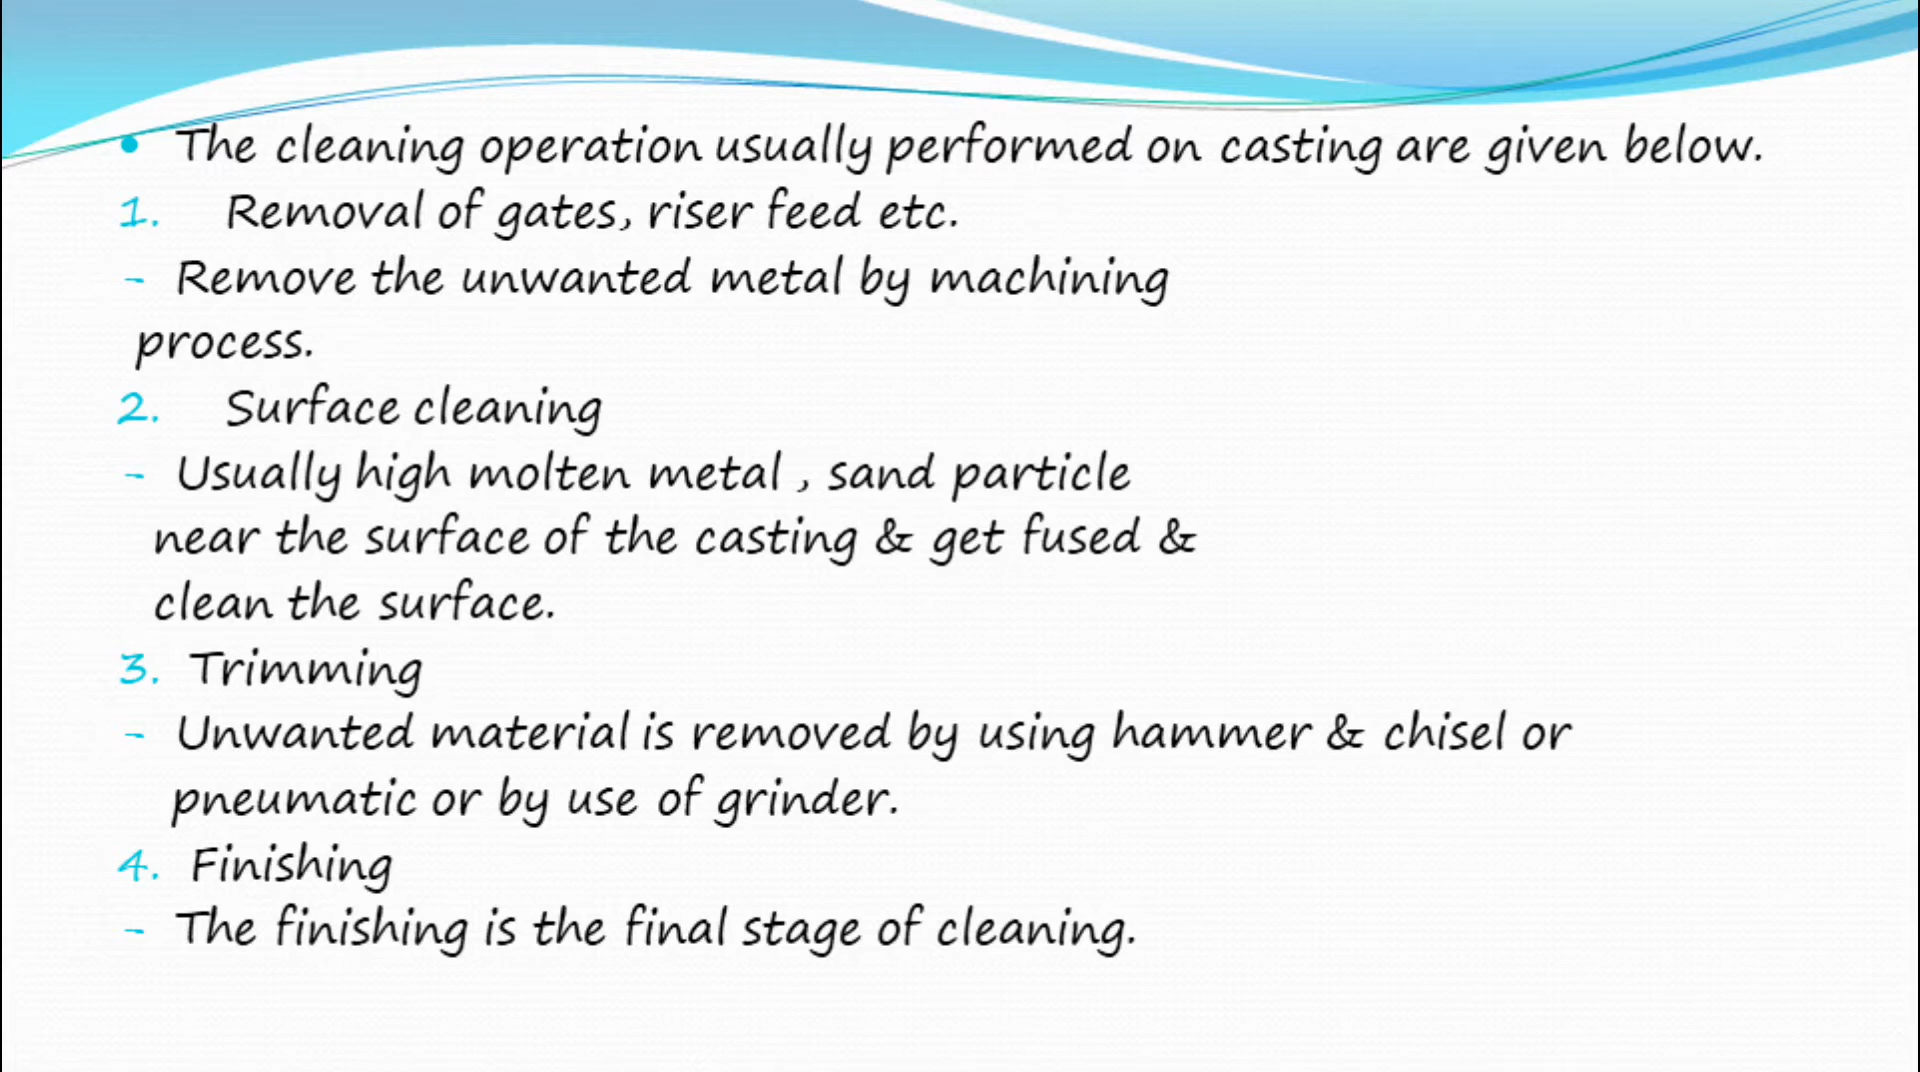 • The cleaning operation usually performed on casting are given below.
1. Removal of gates, riser feed etc.
- Remove the unwanted metal by machining
process.
2. Surface cleaning
- Usually high molten metal , sand particle
near the surface of the casting & get fused &
clean the surface.
3. Trimming
- Unwanted material is removed by using hammer & chisel or
pneumatic or by use of grinder.
4. Finishing
- The finishing is the final stage of cleaning.